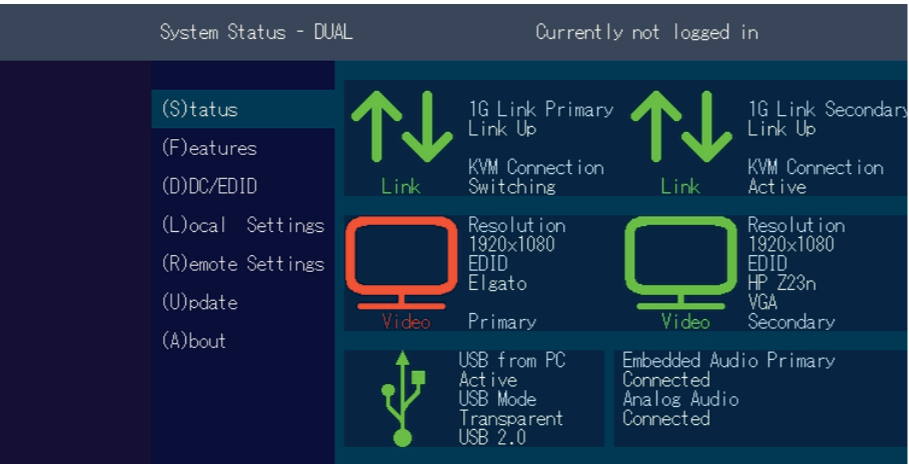 System Status - DUAL
Currently not logged in
(S)tatus
(F)eatures
(D)DC/EDID
(L)ocal Settings
(R)emote Settings
(U)pdate
(A)bout
Link
1G Link Primary
Link Up
KVM Connection
Switching
Link
1G Link Secondary
Link Up
KVM Connection
Active
Video
Resolution
1920x1080
EDID
Elgato
Primary
Video
Resolution
1920x1080
EDID
HP Z23n
VGA
Secondary
USB from PC
Active
USB Mode
Transparent
USB 2.0
Embedded Audio Primary
Connected
Analog Audio
Connected